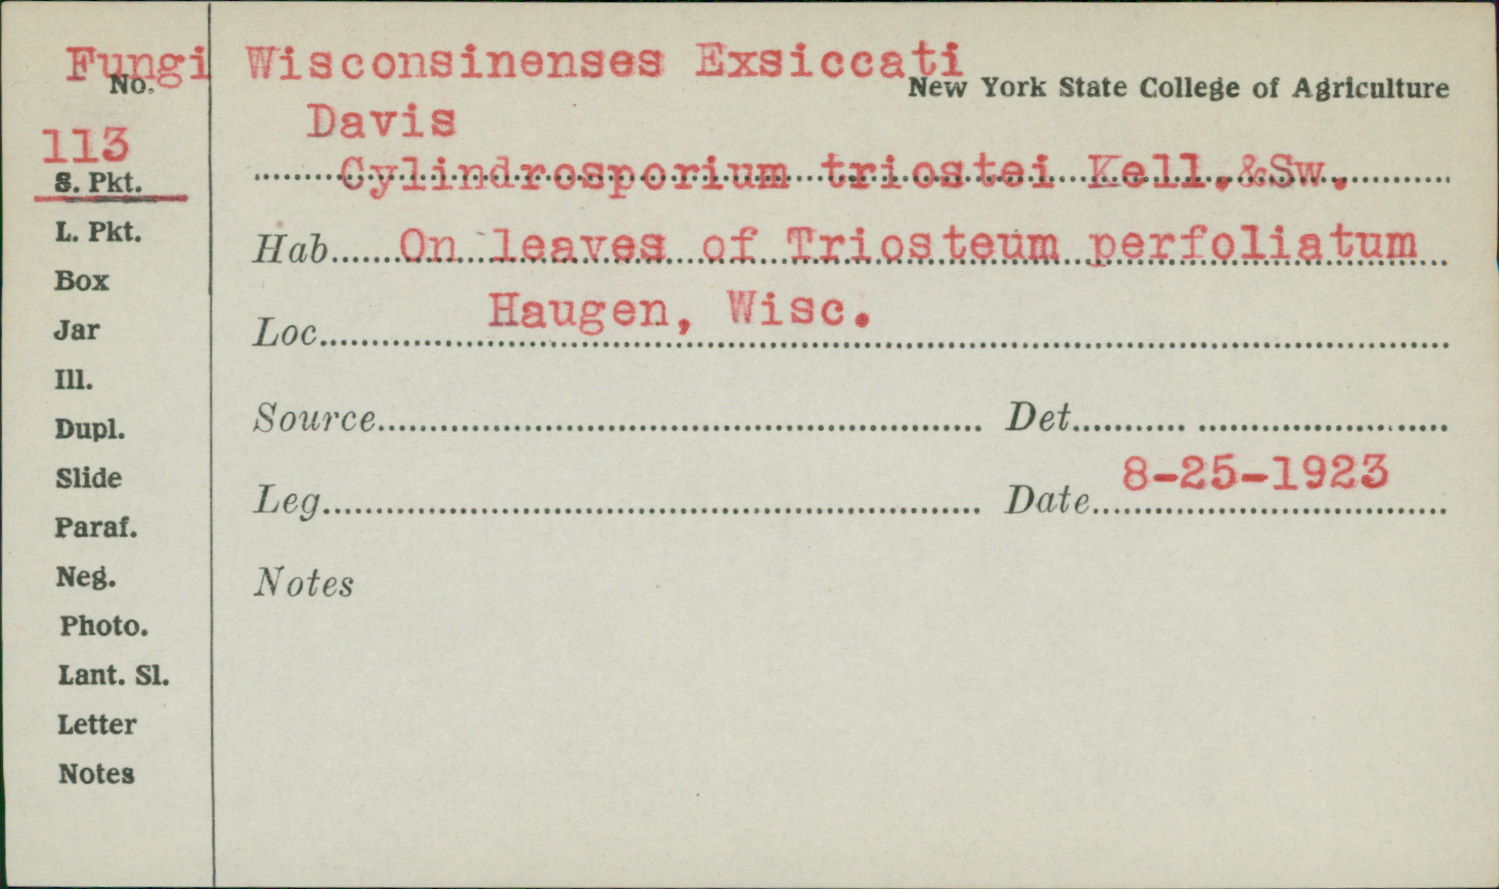 Fungi Wisconsinenses Exsiccati
No.
New York State College of Agriculture
Davis
113
Cylindrosporium triostei Kell.&Sw.
S. Pkt.
L. Pkt.
Hab. On leaves of Triosteum perfoliatum
Box
Loc. Haugen, Wisc.
Jar
Ill.
Source Det.
Dupl.
Slide
Leg. Date 8-25-1923
Paraf.
Neg.
Notes
Photo.
Lant. Sl.
Letter
Notes